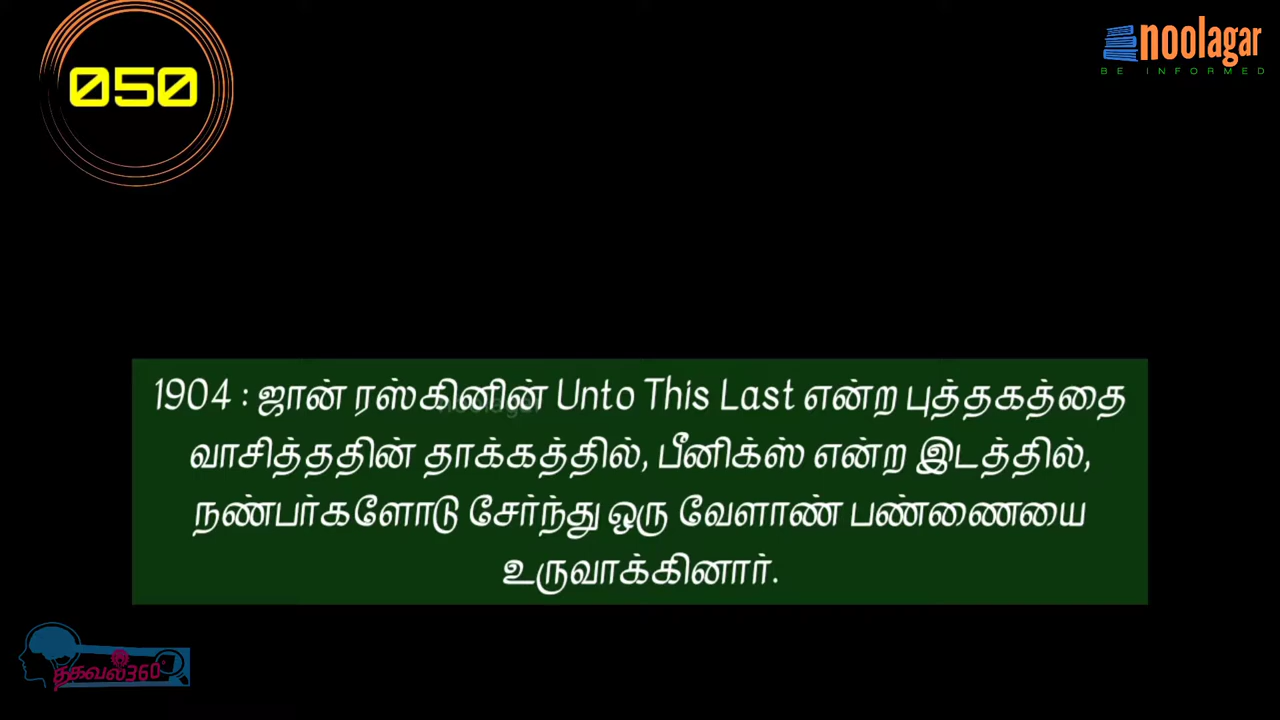 050
noolagar
BE INFORMED
1904 : ஜான் ரஸ்கினின் Unto This Last என்ற புத்தகத்தை
வாசித்ததின் தாக்கத்தில், பீனிக்ஸ் என்ற இடத்தில்,
நண்பர்களோடு சேர்ந்து ஒரு வேளாண் பண்ணையை
உருவாக்கினார்.
noolagar
தகவல்360°